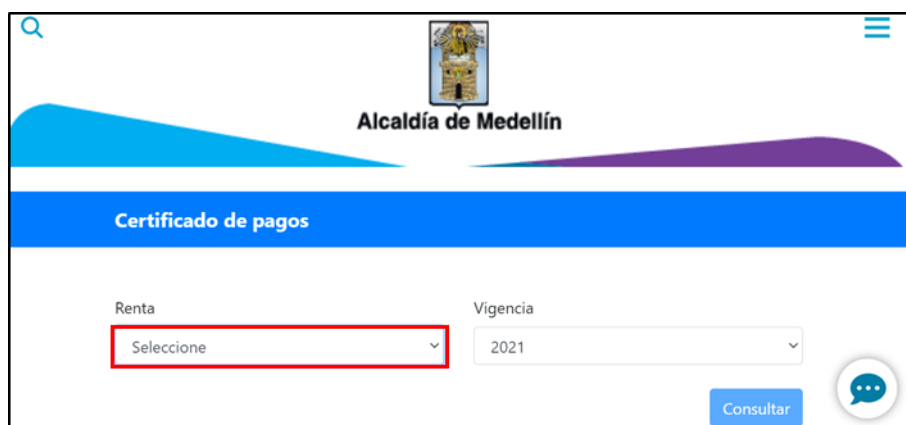 Alcaldía de Medellín
Certificado de pagos
Renta
Vigencia
Seleccione
2021
Consultar